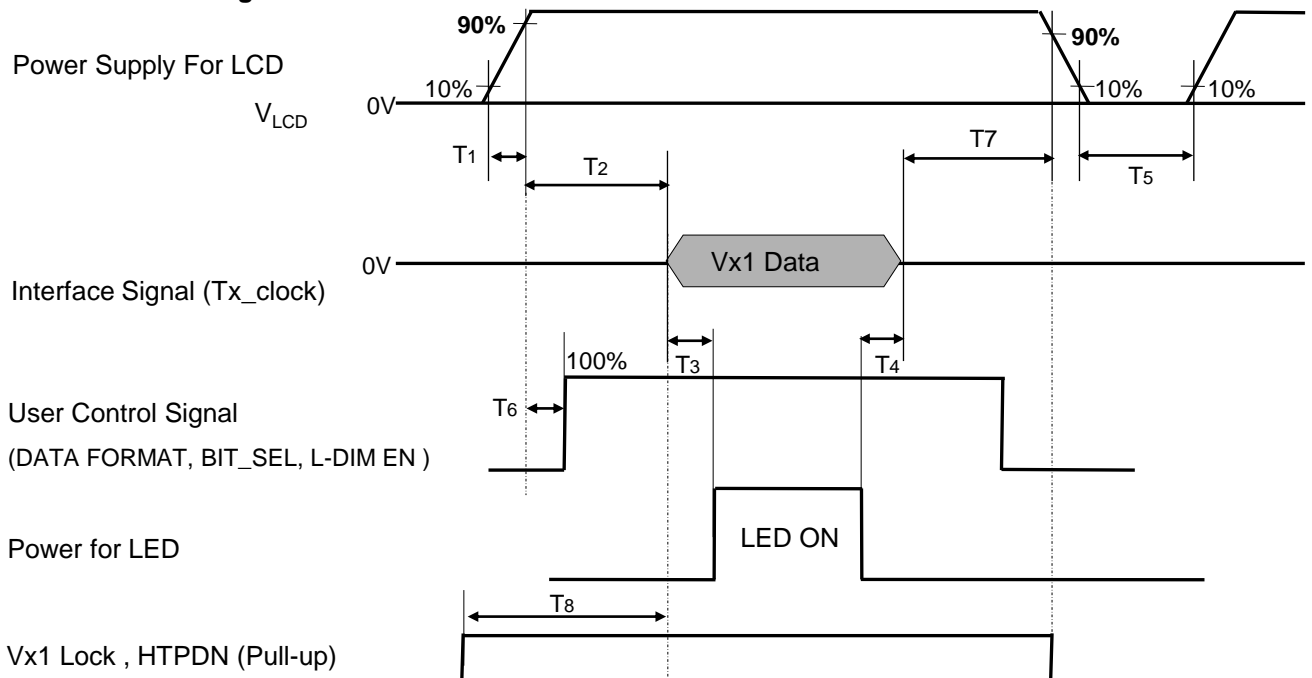 90%
90%
Power Supply For LCD
10%
10%
10%
VLCD
0V
T1
T2
T7
T5
0V
Vx1 Data
Interface Signal (Tx_clock)
100%
T3
T4
User Control Signal
T6
(DATA FORMAT, BIT_SEL, L-DIM EN )
Power for LED
LED ON
T8
Vx1 Lock , HTPDN (Pull-up)